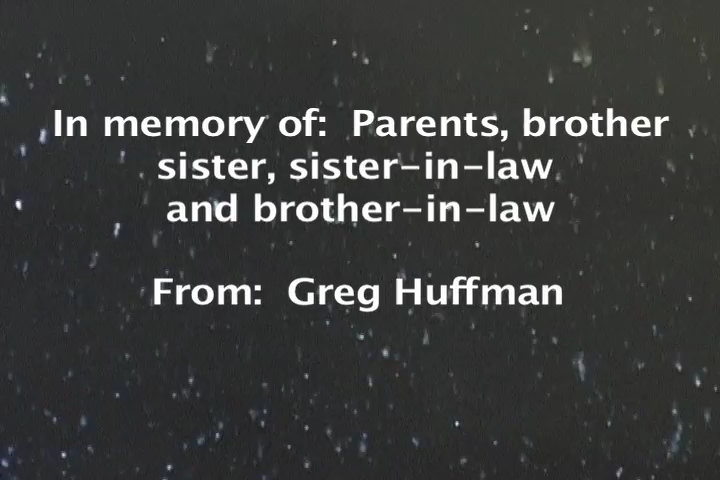 In memory of:  Parents, brother
sister, sister-in-law
and brother-in-law
From:  Greg Huffman